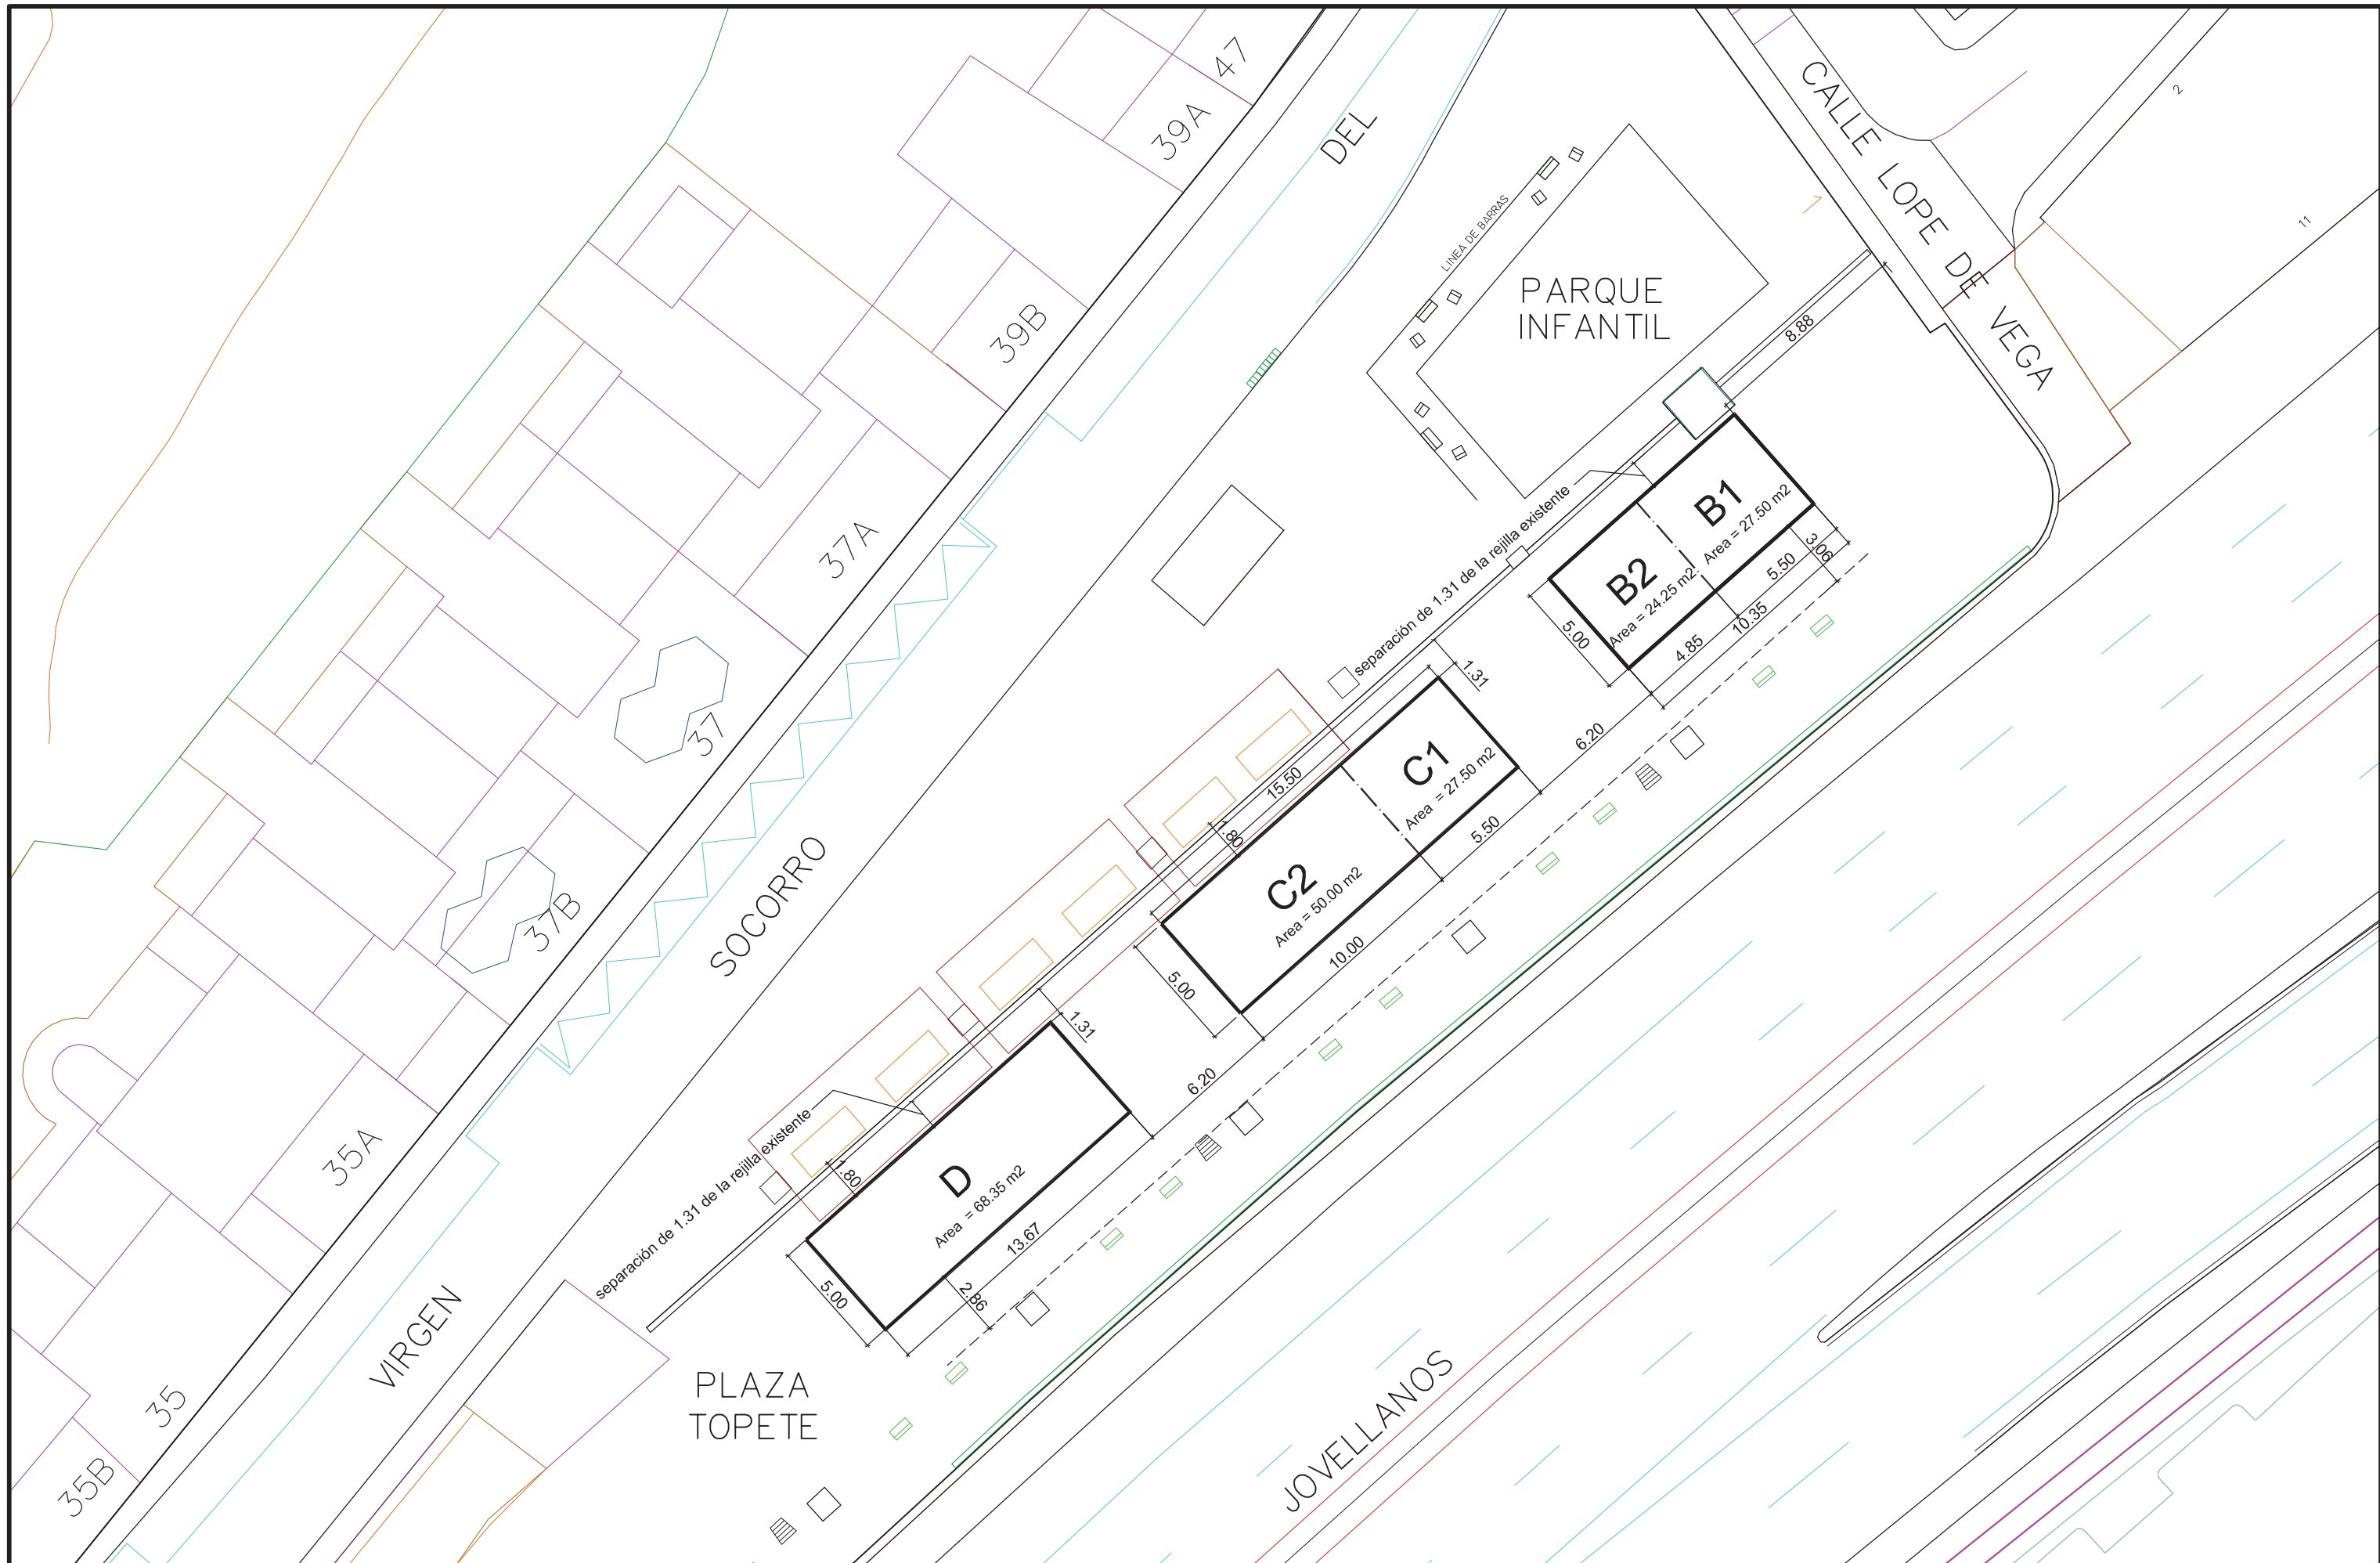 47
39A
DEL
CALLE LOPE DE VEGA
2
11
7
LINEA DE BARRAS
PARQUE
INFANTIL
39B
8.88
37A
separación de 1.31 de la rejilla existente
B1
Area = 27.50 m2
B2
Area = 24.25 m2
3.06
5.50
10.35
4.85
5.00
37
1.31
6.20
15.50
C1
Area = 27.50 m2
1.80
5.50
C2
Area = 50.00 m2
10.00
5.00
SOCORRO
37B
1.31
6.20
separación de 1.31 de la rejilla existente
1.80
D
Area = 68.35 m2
13.67
5.00
2.86
35A
VIRGEN
PLAZA
TOPETE
JOVELLANOS
35
35B